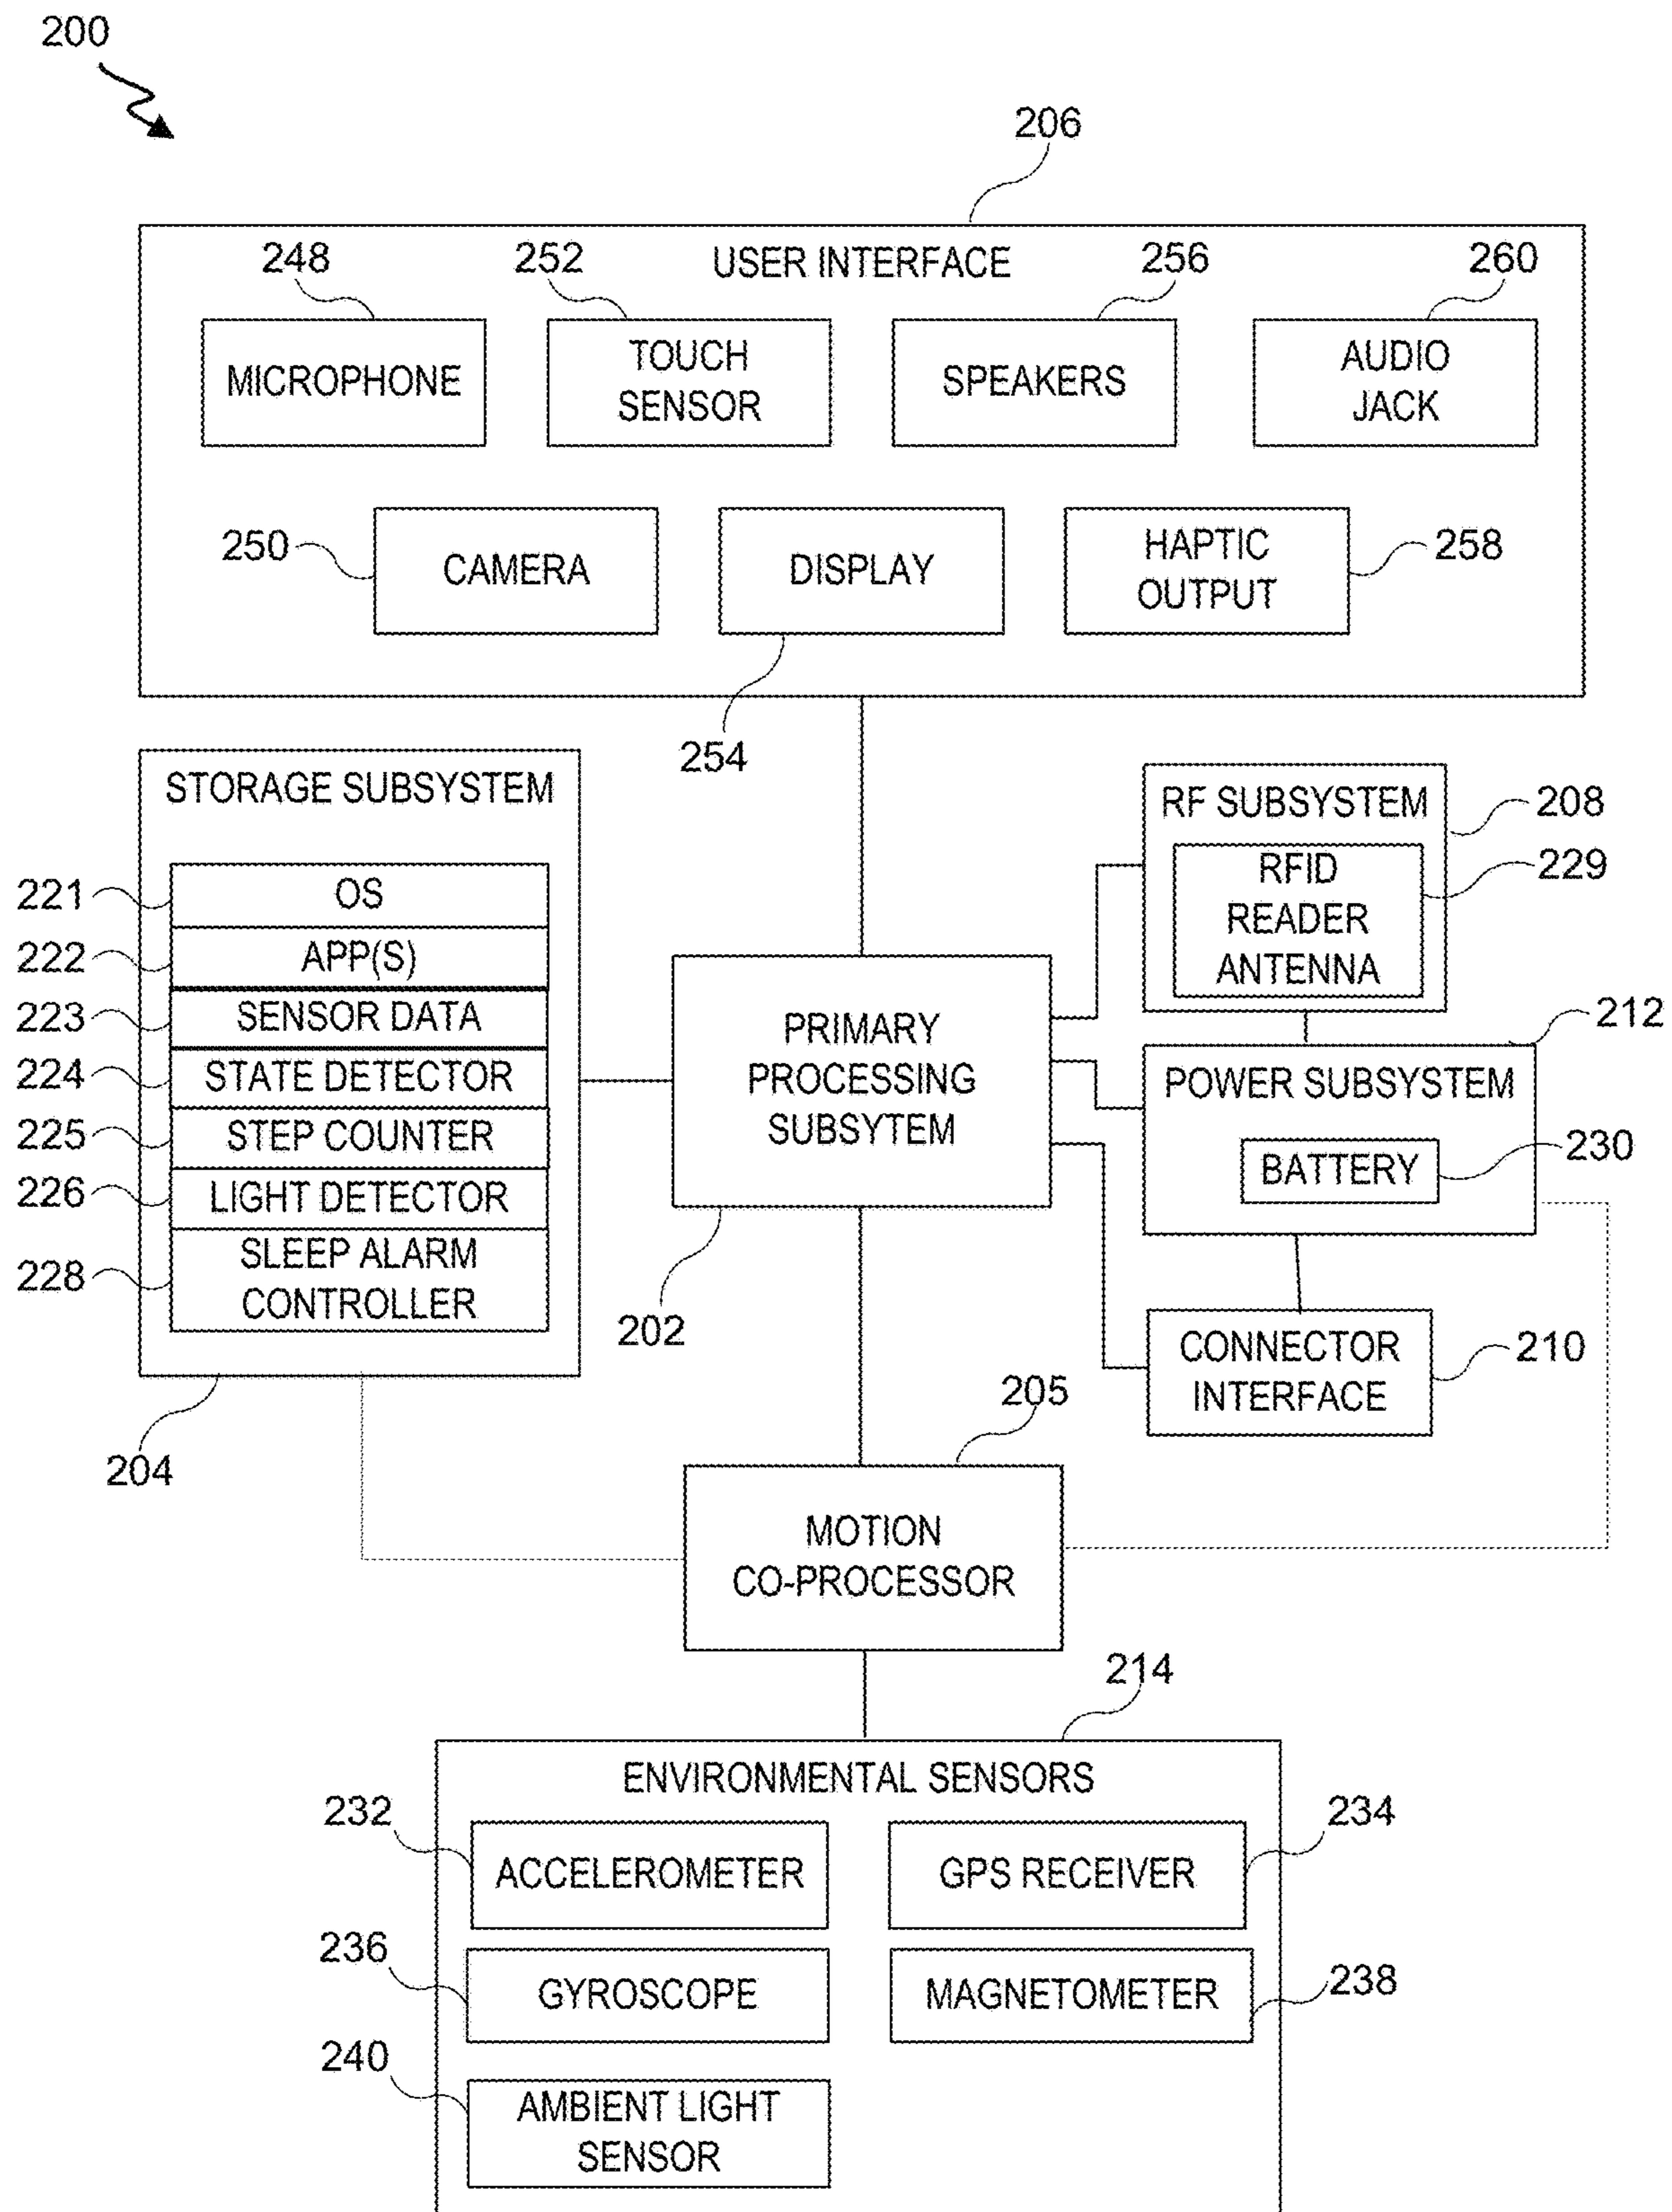 200
206
USER INTERFACE
248
252
256
260
MICROPHONE
TOUCH
SENSOR
SPEAKERS
AUDIO
JACK
250
CAMERA
DISPLAY
HAPTIC
OUTPUT
258
254
STORAGE SUBSYSTEM
221
OS
222
APP(S)
223
SENSOR DATA
224
STATE DETECTOR
225
STEP COUNTER
226
LIGHT DETECTOR
228
SLEEP ALARM
CONTROLLER
204
PRIMARY
PROCESSING
SUBSYTEM
202
RF SUBSYSTEM
208
RFID
READER
ANTENNA
229
212
POWER SUBSYSTEM
BATTERY
230
CONNECTOR
INTERFACE
210
205
MOTION
CO-PROCESSOR
214
ENVIRONMENTAL SENSORS
232
ACCELEROMETER
GPS RECEIVER
234
236
GYROSCOPE
MAGNETOMETER
238
240
AMBIENT LIGHT
SENSOR